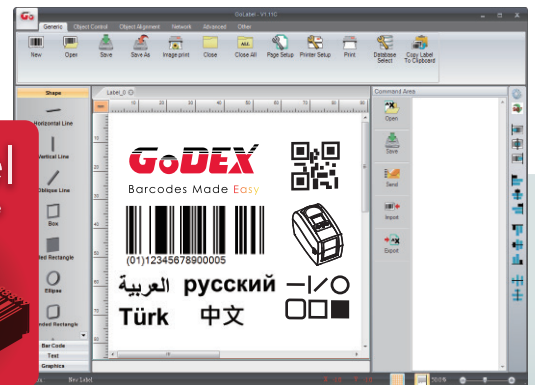 GoLabel - V1.11C
Go
Generic Object Control Object Alignment Network Advanced Other
New Open Save Save As Image print Close Close All Page Setup Printer Setup Print Database Select Copy Label To Clipboard
ALL
Shape
Label_0
Command Area
Horizontal Line
Vertical Line
Oblique Line
Box
Ellipse
Bar Code
Text
Graphics
GoDEX
Barcodes Made Easy
(01)12345678900005
العربية русский
Türk 中文
Open
Save
Send
Import
Export
el
New Label